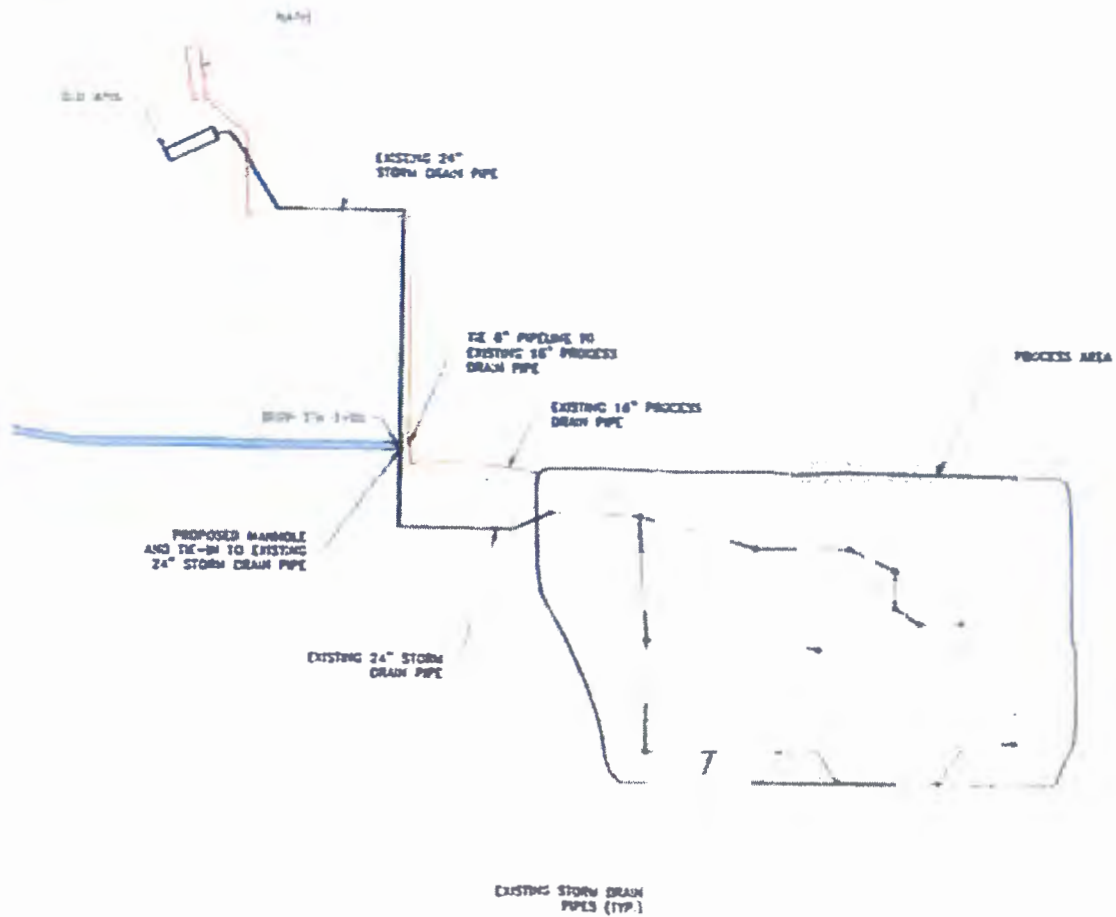 EXISTING 24"
STORM DRAIN PIPE
TIE 8" PIPELINE TO
EXISTING 16" PROCESS
DRAIN PIPE
PROCESS AREA
EXISTING 16" PROCESS
DRAIN PIPE
PROPOSED MANHOLE
AND TIE-IN TO EXISTING
24" STORM DRAIN PIPE
EXISTING 24" STORM
DRAIN PIPE
7
EXISTING STORM DRAIN
PIPES (TYP.)